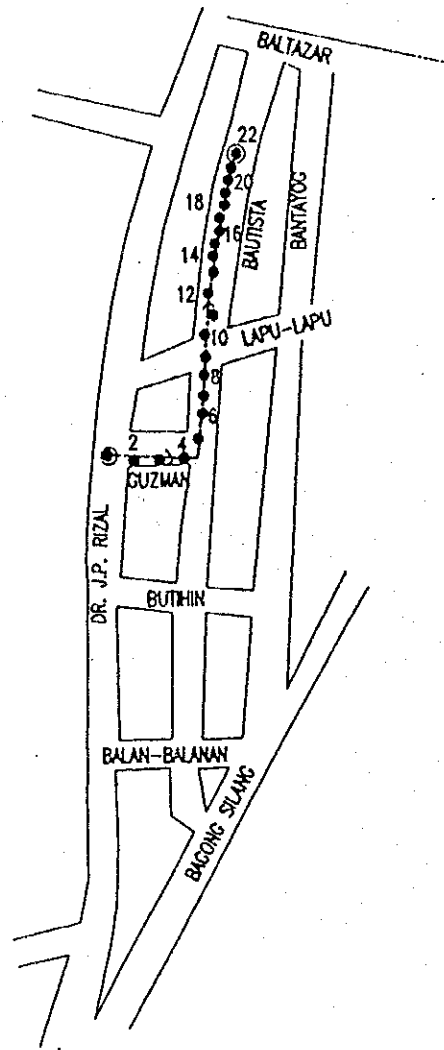 BALTAZAR
22
20
18
16
BAUTISTA
BANTAYOG
14
12
10
LAPU-LAPU
8
6
2
4
GUZMAN
DR. J.P. RIZAL
BUTIHIN
BALAN-BALANAN
BAGONG SILANG